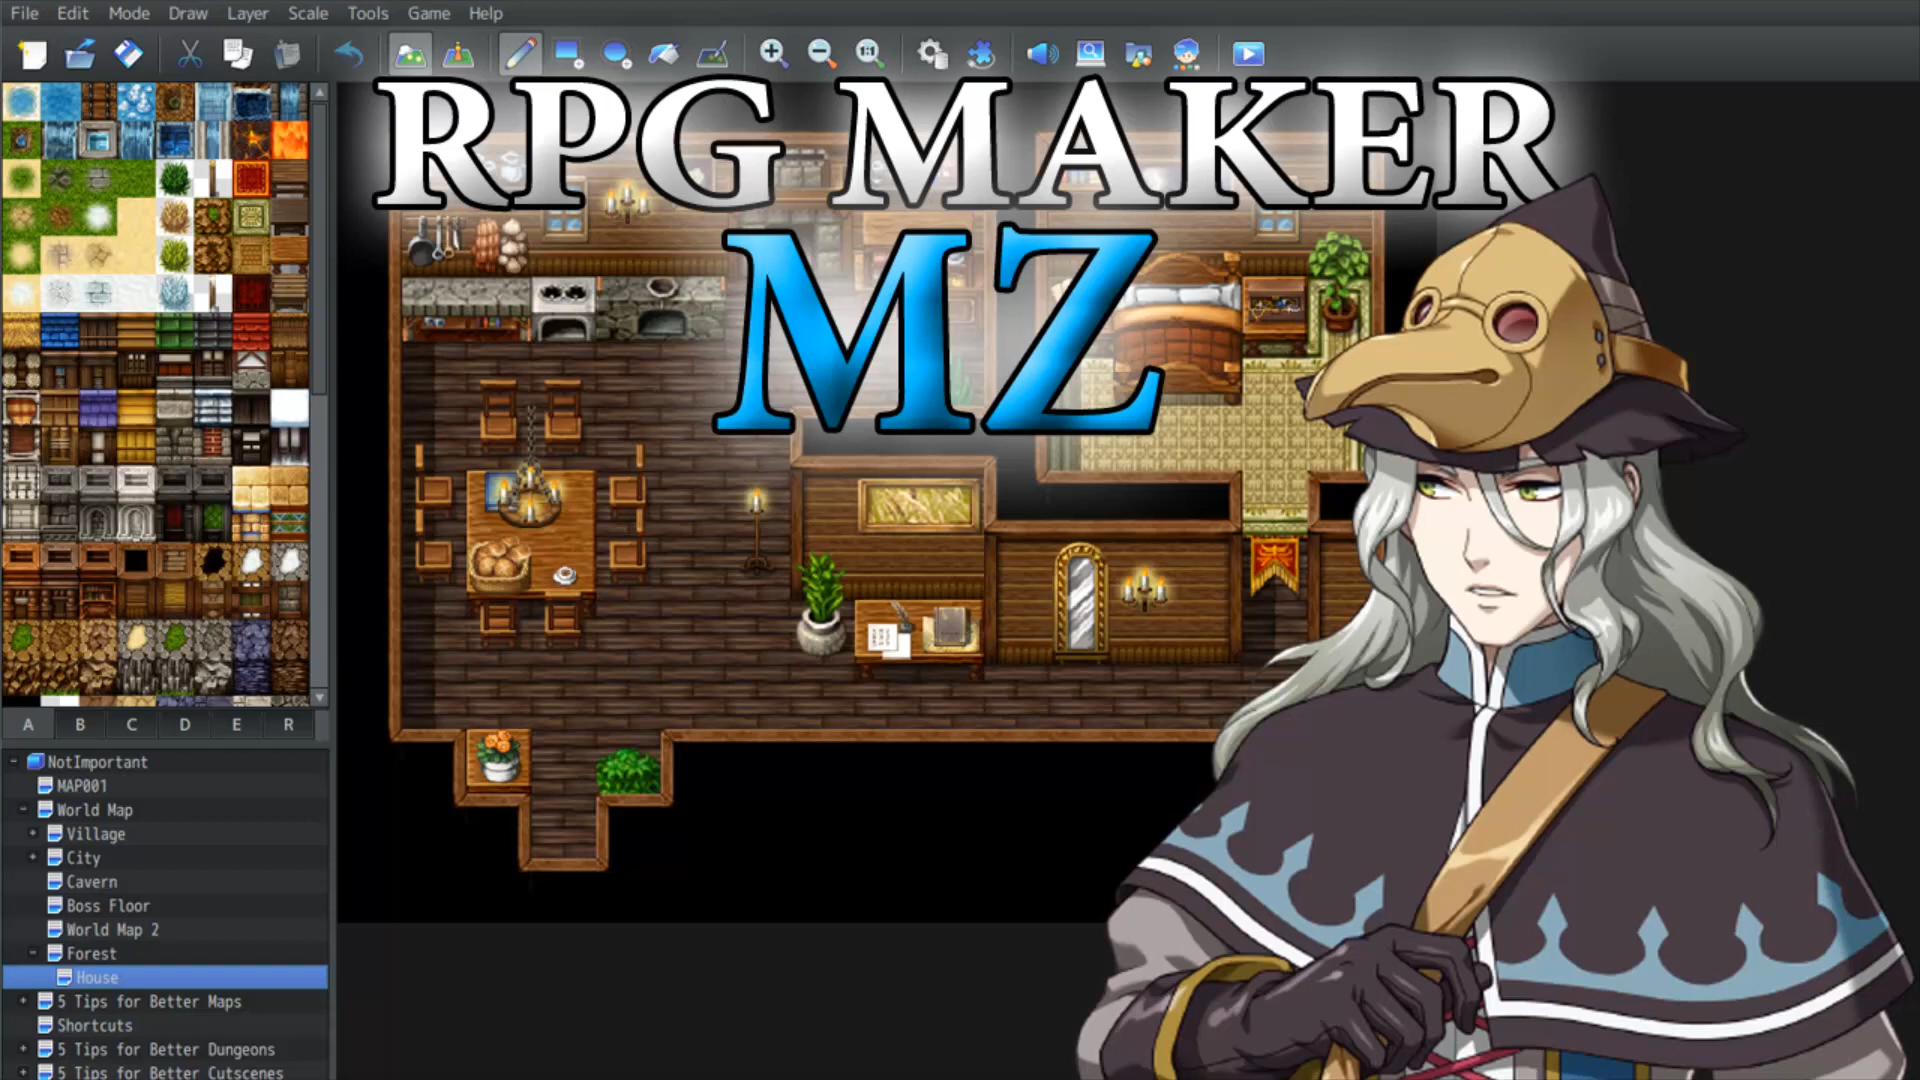 File Edit Mode Draw Layer Scale Tools Game Help
1:1
RPG MAKER
MZ
A B C D E R
NotImportant
MAP001
World Map
Village
City
Cavern
Boss Floor
World Map 2
Forest
House
5 Tips for Better Maps
Shortcuts
5 Tips for Better Dungeons
5 Tips for Better Cutscenes